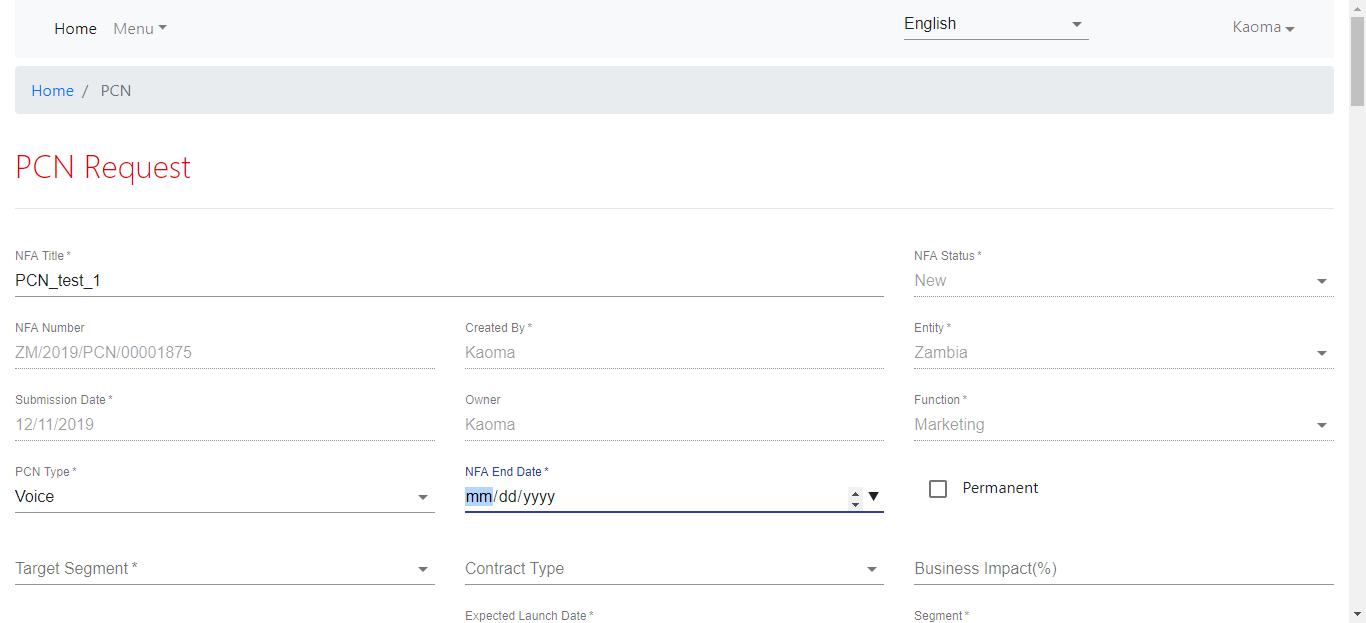 Home Menu English Kaoma
Home / PCN
PCN Request
NFA Title * NFA Status *
PCN_test_1 New
NFA Number Created By * Entity *
ZM/2019/PCN/00001875 Kaoma Zambia
Submission Date * Owner Function *
12/11/2019 Kaoma Marketing
PCN Type * NFA End Date *
Voice mm/dd/yyyy Permanent
Target Segment * Contract Type Business Impact(%)
Expected Launch Date * Segment *